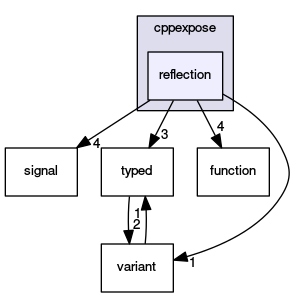 cppexpose
reflection
4
3
4
signal
typed
function
1
2
variant
1